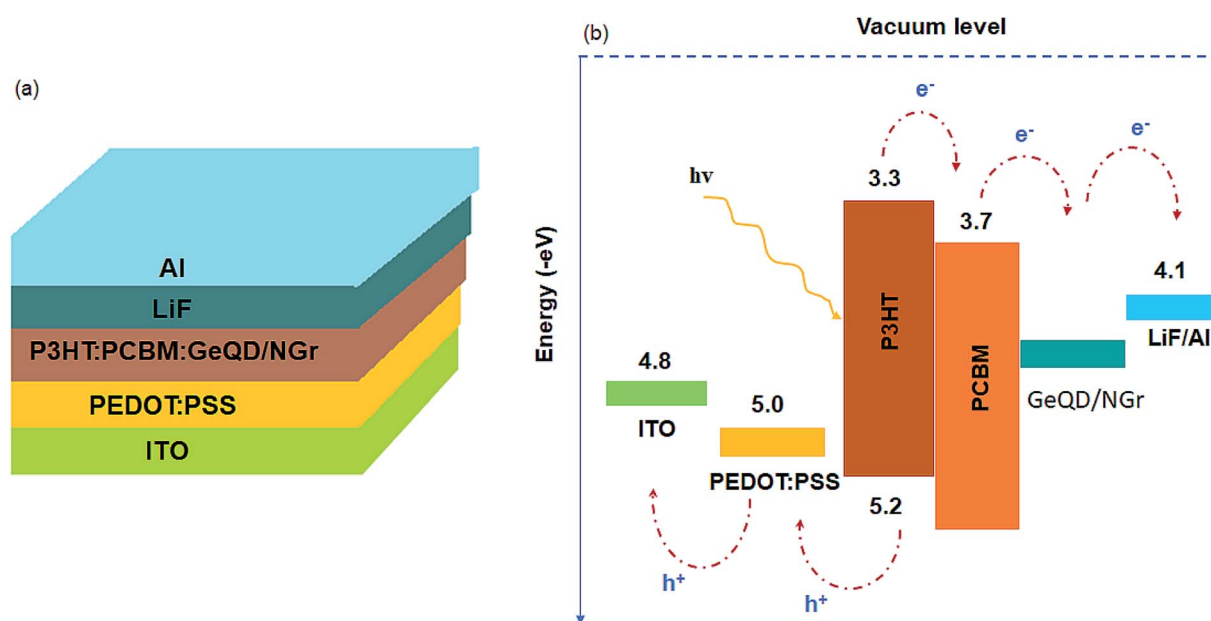 (a)
Al
LiF
P3HT:PCBM:GeQD/NGr
PEDOT:PSS
ITO
(b)
Vacuum level
Energy (-eV)
hν
e-
e-
e-
3.3
3.7
4.1
P3HT
PCBM
LiF/Al
GeQD/NGr
4.8
ITO
5.0
PEDOT:PSS
5.2
h+
h+